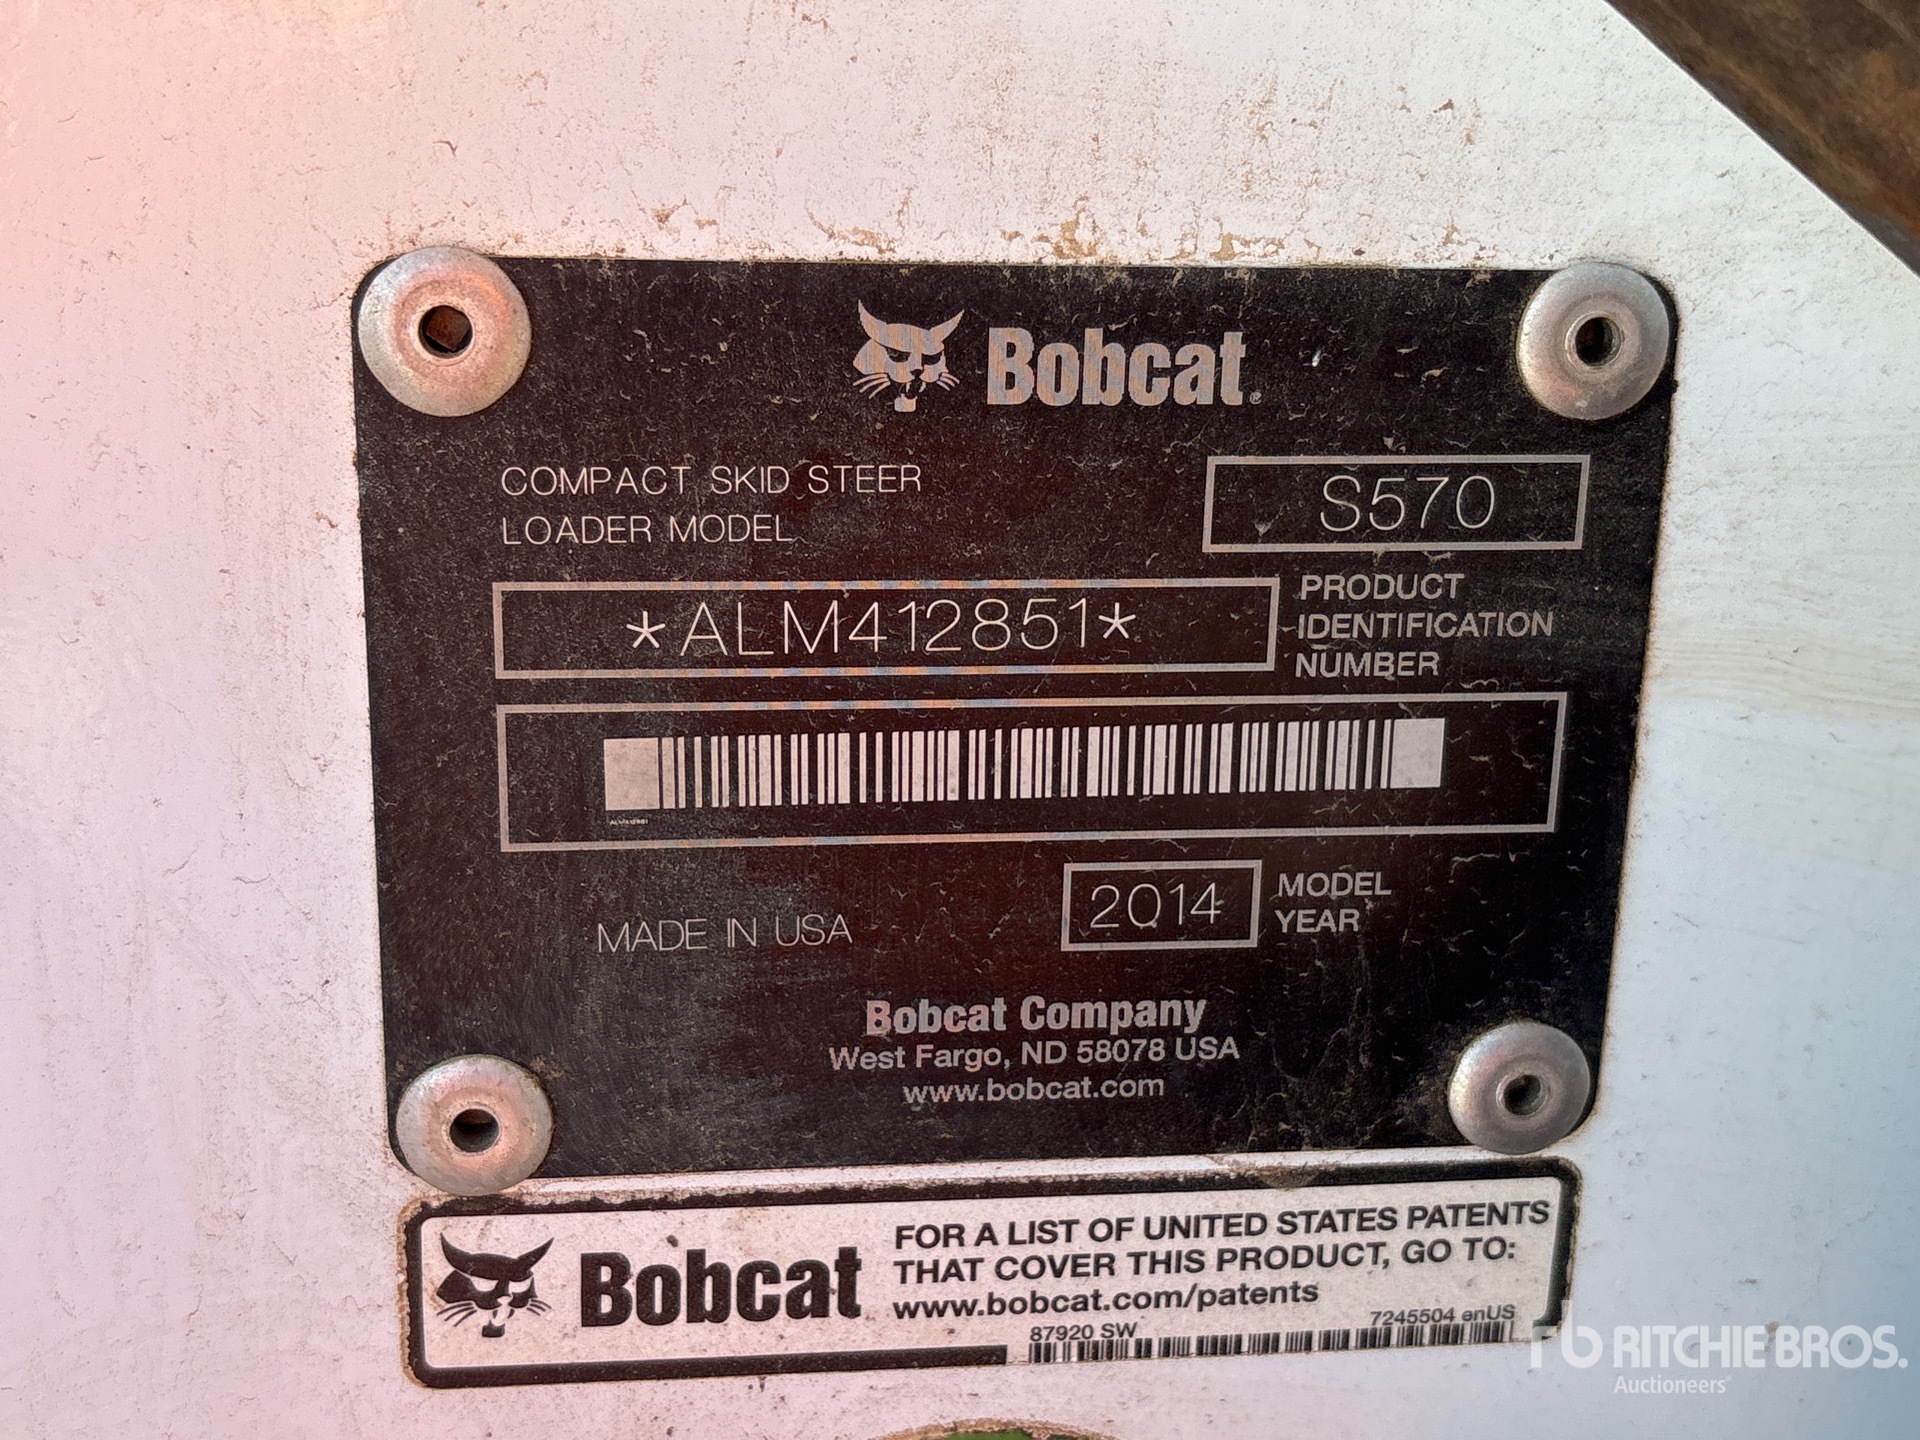 Bobcat®
COMPACT SKID STEER
LOADER MODEL
S570
*ALM412851*
PRODUCT
IDENTIFICATION
NUMBER
ALM412851
MADE IN USA
2014
MODEL
YEAR
Bobcat Company
West Fargo, ND 58078 USA
www.bobcat.com
Bobcat
FOR A LIST OF UNITED STATES PATENTS
THAT COVER THIS PRODUCT, GO TO:
www.bobcat.com/patents
87920 SW
7245504 enUS
rb RITCHIE BROS.
Auctioneers